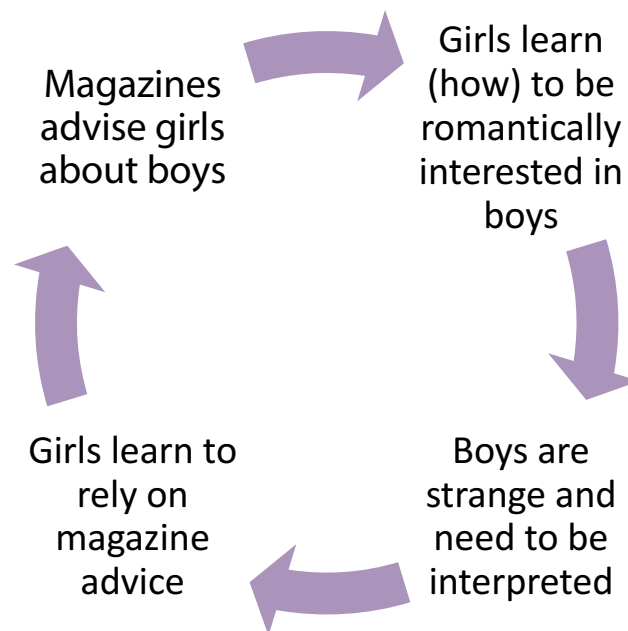 Magazines
advise girls
about boys
Girls learn
(how) to be
romantically
interested in
boys
Boys are
strange and
need to be
interpreted
Girls learn to
rely on
magazine
advice